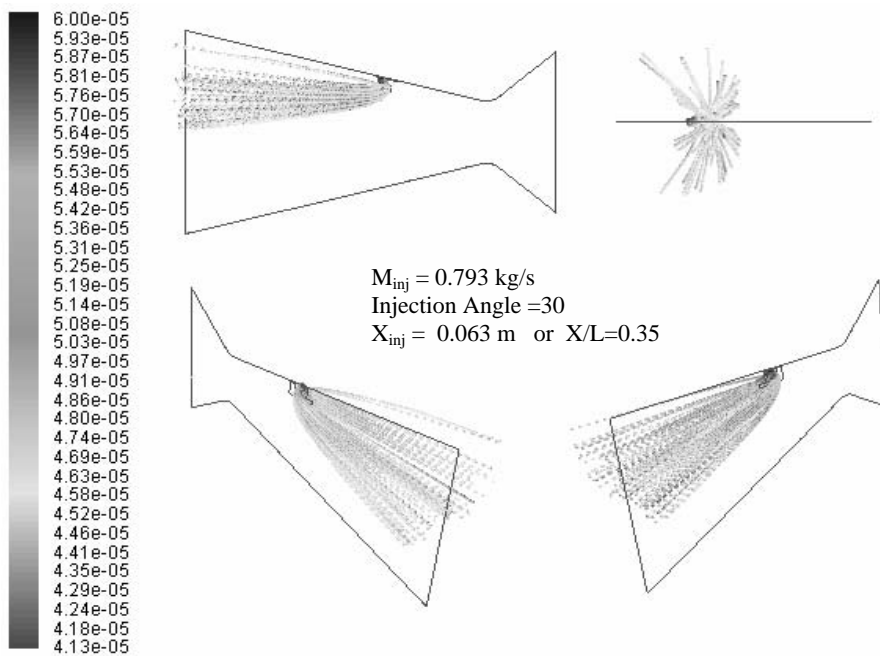 6.00e-05
5.93e-05
5.87e-05
5.81e-05
5.76e-05
5.70e-05
5.64e-05
5.59e-05
5.53e-05
5.48e-05
5.42e-05
5.36e-05
5.31e-05
5.25e-05
5.19e-05
5.14e-05
5.08e-05
5.03e-05
4.97e-05
4.91e-05
4.86e-05
4.80e-05
4.74e-05
4.69e-05
4.63e-05
4.58e-05
4.52e-05
4.46e-05
4.41e-05
4.35e-05
4.29e-05
4.24e-05
4.18e-05
4.13e-05
M_inj = 0.793 kg/s
Injection Angle =30
X_inj = 0.063 m or X/L=0.35